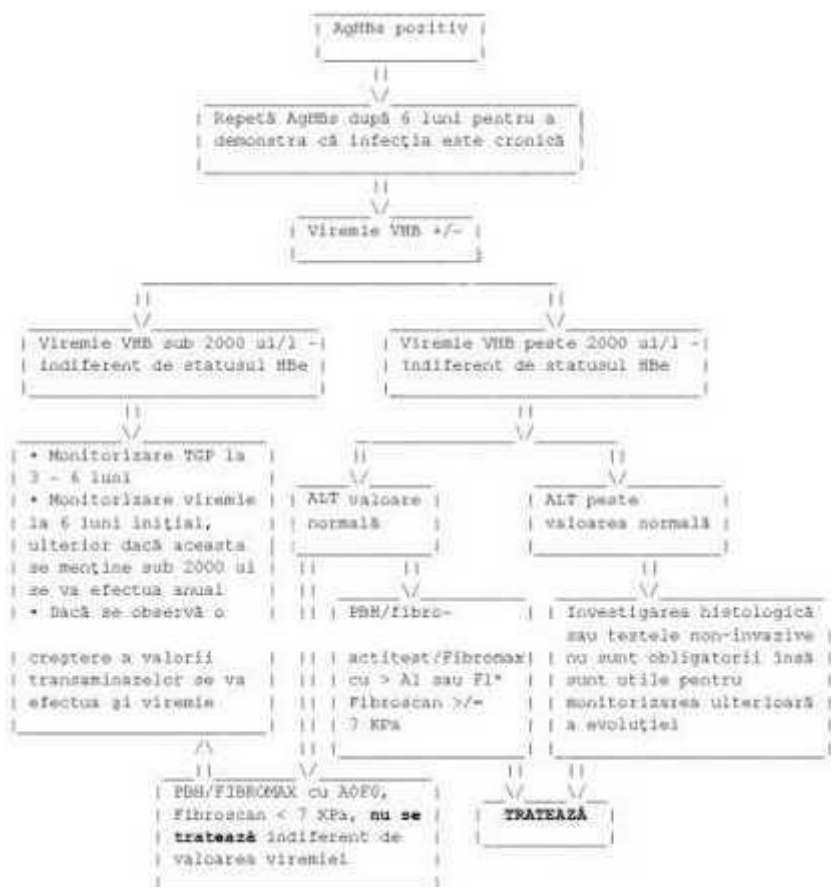 AgHBs pozitiv
Repetă AgHBs după 6 luni pentru a
demonstra că infecţia este cronică
Viremie VHB +/-
Viremie VHB sub 2000 ui/l -
indiferent de statusul HBe
Viremie VHB peste 2000 ui/l -
indiferent de statusul HBe
• Monitorizare TGP la
3 - 6 luni
• Monitorizare viremie
la 6 luni iniţial,
ulterior dacă aceasta
se menţine sub 2000 ui
se va efectua anual
• Dacă se observă o
creştere a valorii
transaminazelor se va
efectua şi viremie
ALT valoare
normală
ALT peste
valoarea normală
PBH/fibro-
actitest/Fibromax
cu > A1 sau F1*
Fibroscan >/=
7 KPa
Investigarea histologică
sau testele non-invazive
nu sunt obligatorii însă
sunt utile pentru
monitorizarea ulterioară
a evoluţiei
PBH/FIBROMAX cu A0F0,
Fibroscan < 7 KPa, nu se
tratează indiferent de
valoarea viremiei
TRATEAZĂ